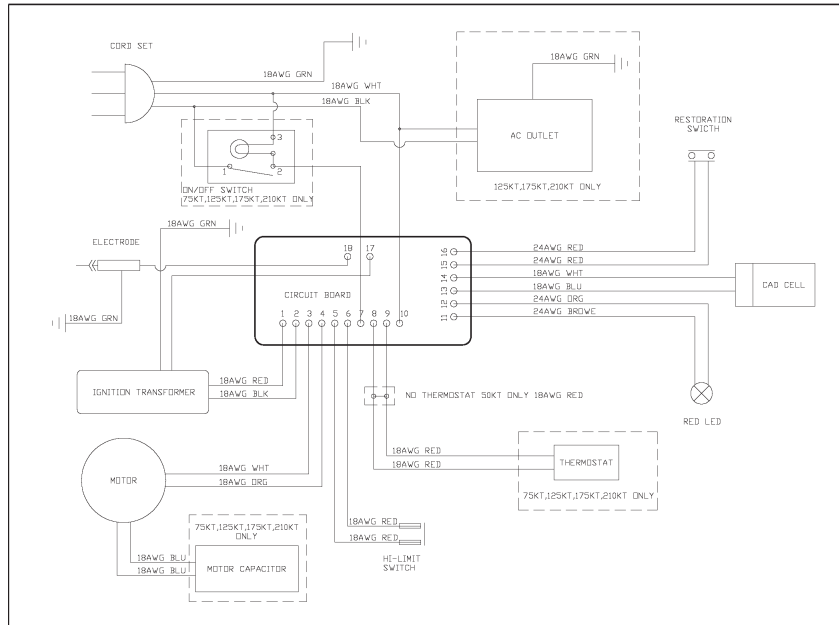 CORD SET
18AWG GRN
18AWG WHT
18AWG BLK
3
1
2
ON/OFF SWITCH
75KT,125KT,175KT,210KT ONLY
18AWG GRN
AC OUTLET
125KT,175KT,210KT ONLY
RESTORATION
SWICTH
18AWG GRN
ELECTRODE
18AWG GRN
18
17
CIRCUIT BOARD
1 2 3 4 5 6 7 8 9 10
16
15
14
13
12
11
24AWG RED
24AWG RED
18AWG WHT
18AWG BLU
24AWG ORG
24AWG BROWE
CAD CELL
RED LED
IGNITION TRANSFORMER
18AWG RED
18AWG BLK
NO THERMOSTAT 50KT ONLY 18AWG RED
18AWG RED
18AWG RED
THERMOSTAT
75KT,125KT,175KT,210KT ONLY
MOTOR
18AWG WHT
18AWG ORG
75KT,125KT,175KT,210KT
ONLY
18AWG BLU
18AWG BLU
MOTOR CAPACITOR
18AWG RED
18AWG RED
HI-LIMIT
SWITCH